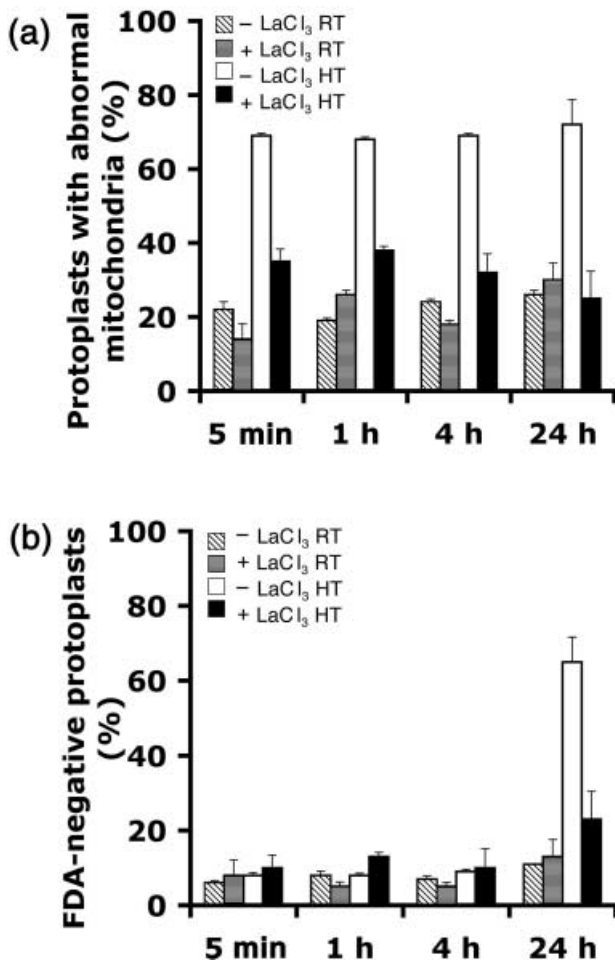 (a)
– LaCl₃ RT
+ LaCl₃ RT
– LaCl₃ HT
+ LaCl₃ HT
Protoplasts with abnormal
mitochondria (%)
100
80
60
40
20
0
5 min 1 h 4 h 24 h
(b)
– LaCl₃ RT
+ LaCl₃ RT
– LaCl₃ HT
+ LaCl₃ HT
FDA-negative protoplasts
(%)
100
80
60
40
20
0
5 min 1 h 4 h 24 h